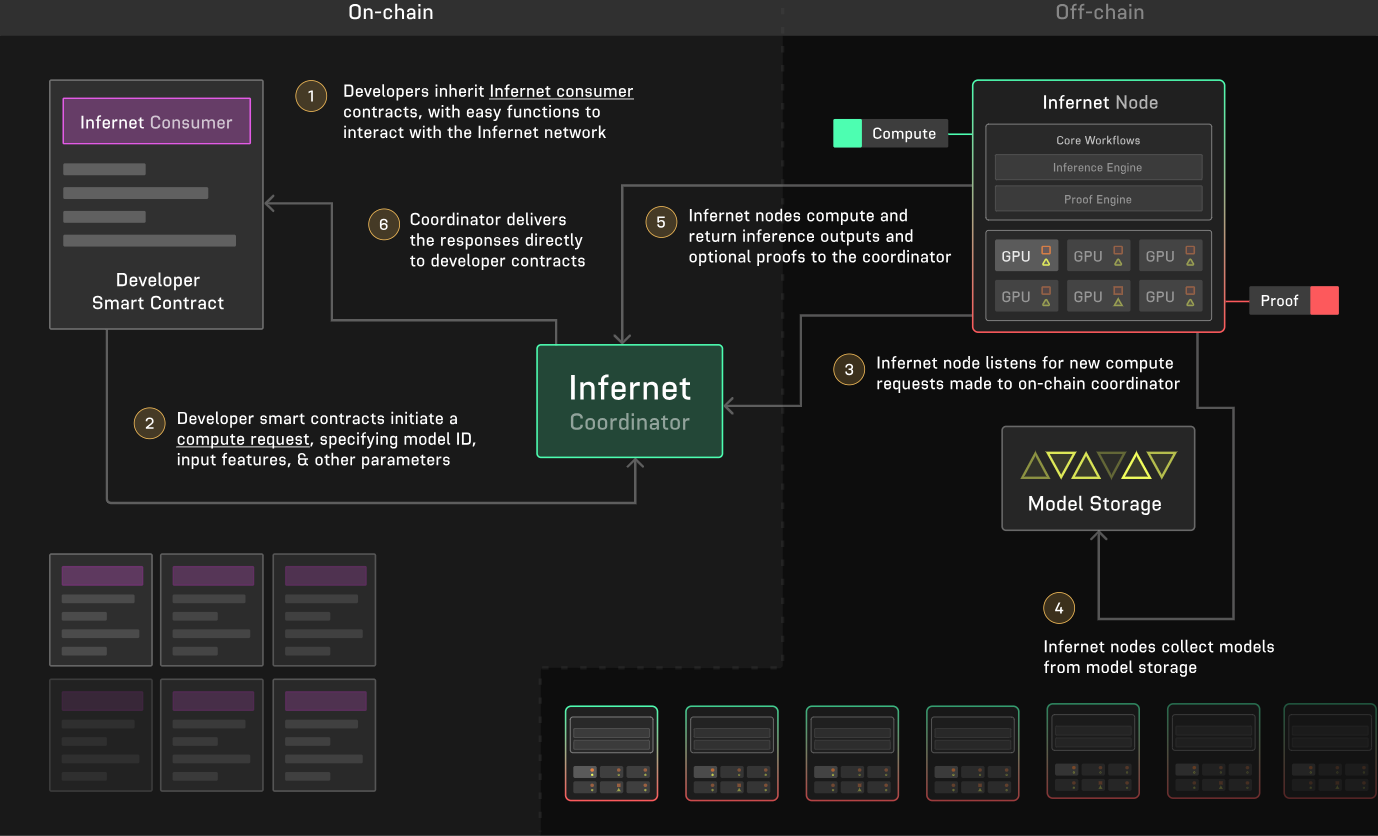 On-chain
Off-chain
Infernet Consumer
Developer
Smart Contract
1
Developers inherit Infernet consumer
contracts, with easy functions to
interact with the Infernet network
6
Coordinator delivers
the responses directly
to developer contracts
5
Infernet nodes compute and
return inference outputs and
optional proofs to the coordinator
Compute
Infernet Node
Core Workflows
Inference Engine
Proof Engine
GPU
GPU
GPU
GPU
GPU
GPU
Proof
Infernet
Coordinator
3
Infernet node listens for new compute
requests made to on-chain coordinator
2
Developer smart contracts initiate a
compute request, specifying model ID,
input features, & other parameters
Model Storage
4
Infernet nodes collect models
from model storage